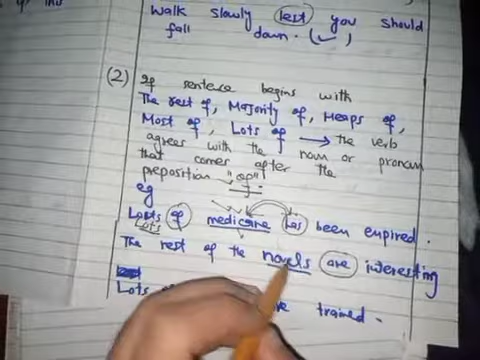 Walk slowly lest you should
fall down. (✓)
(2) If sentence begins with
The rest of, Majority of, Heaps of,
Most of, Lots of → the verb
agrees with the noun or pronoun
that comes after the
preposition "of".
eg
Lots of medicine has been expired.
Lots
The rest of the novels are interesting
Lots
trained.